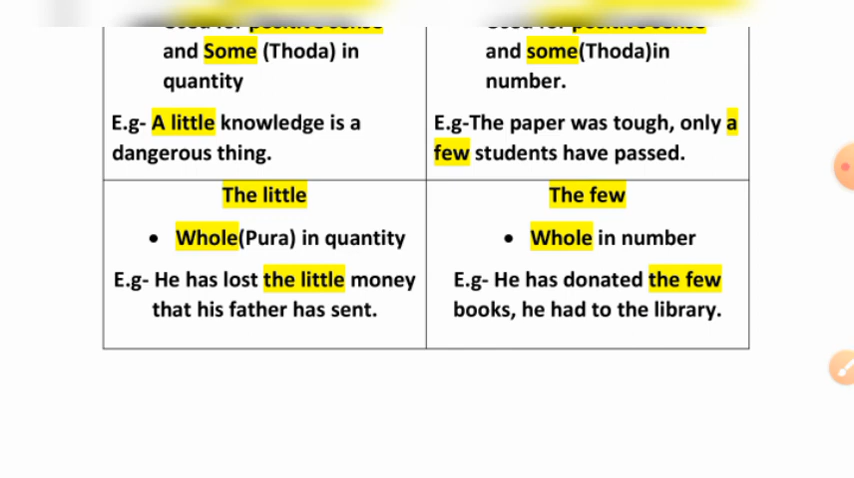 and Some (Thoda) in
quantity
E.g- A little knowledge is a
dangerous thing.
and some(Thoda)in
number.
E.g-The paper was tough, only a
few students have passed.
The little
• Whole(Pura) in quantity
E.g- He has lost the little money
that his father has sent.
The few
• Whole in number
E.g- He has donated the few
books, he had to the library.